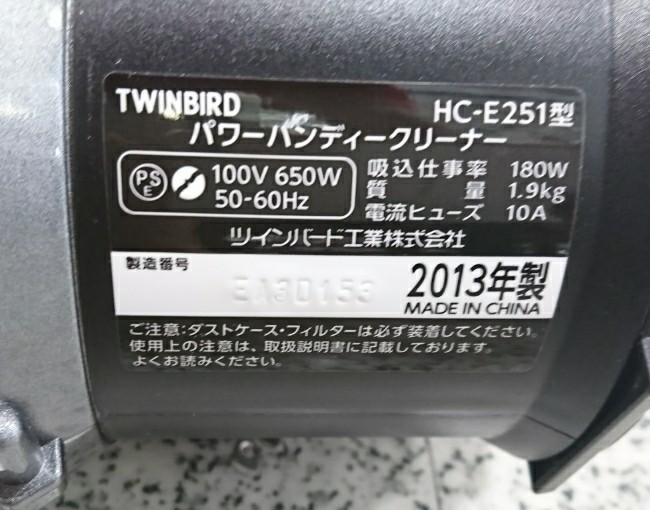 TWINBIRD HC-E251型
パワーハンディークリーナー
PS E 100V 650W
50-60Hz
吸込仕事率 180W
質量 1.9kg
電流ヒューズ 10A
ツインバード工業株式会社
製造番号
EA30153
2013年製
MADE IN CHINA
ご注意:ダストケース・フィルターは必ず装着してください。
使用上の注意は、取扱説明書に記載しております。
よくお読みください。